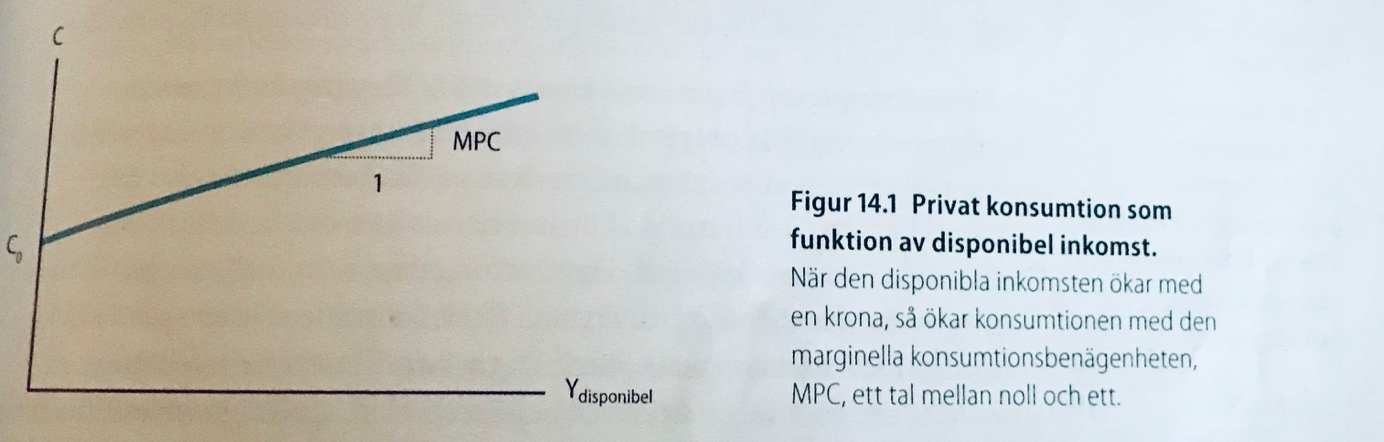 C
MPC
1
C₀
Y disponibel
Figur 14.1 Privat konsumtion som
funktion av disponibel inkomst.
När den disponibla inkomsten ökar med
en krona, så ökar konsumtionen med den
marginella konsumtionsbenägenheten,
MPC, ett tal mellan noll och ett.